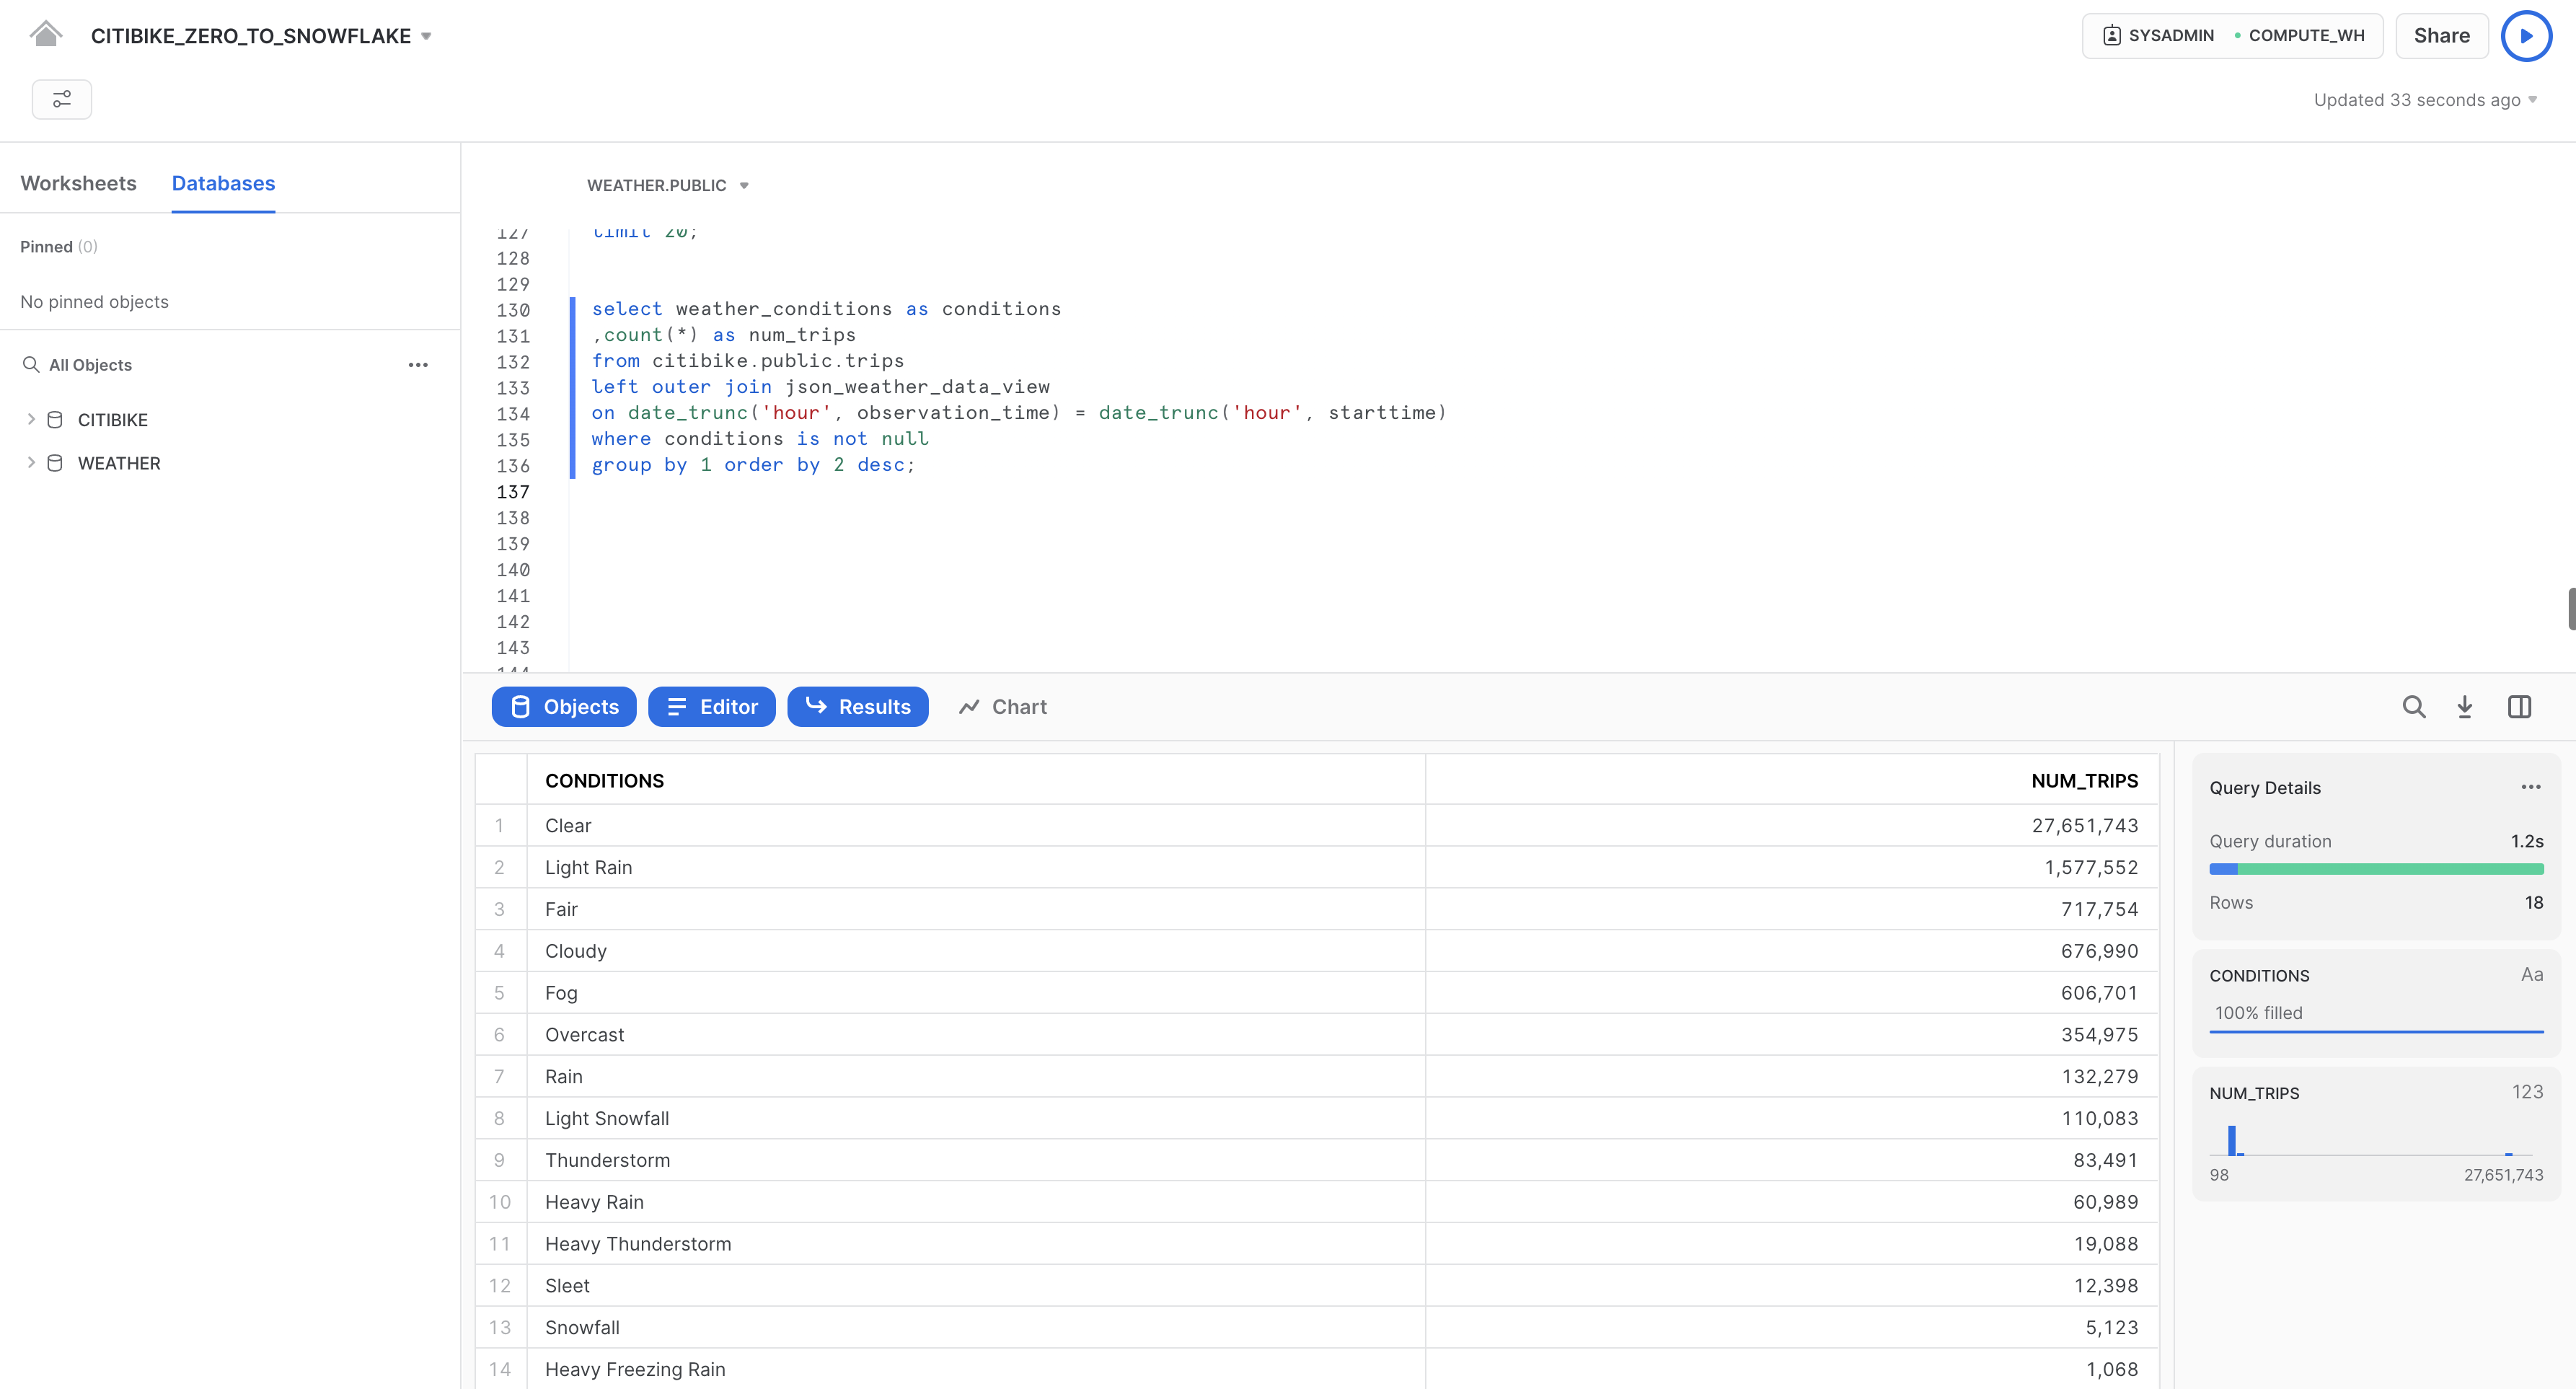 CITIBIKE_ZERO_TO_SNOWFLAKE
SYSADMIN COMPUTE_WH
Share
Updated 33 seconds ago
Worksheets Databases
Pinned (0)
No pinned objects
All Objects
CITIBIKE
WEATHER
WEATHER.PUBLIC
127 limit 20;
128
129
130 select weather_conditions as conditions
131 ,count(*) as num_trips
132 from citibike.public.trips
133 left outer join json_weather_data_view
134 on date_trunc('hour', observation_time) = date_trunc('hour', starttime)
135 where conditions is not null
136 group by 1 order by 2 desc;
137
138
139
140
141
142
143
144
Objects Editor Results Chart
CONDITIONS NUM_TRIPS
1 Clear 27,651,743
2 Light Rain 1,577,552
3 Fair 717,754
4 Cloudy 676,990
5 Fog 606,701
6 Overcast 354,975
7 Rain 132,279
8 Light Snowfall 110,083
9 Thunderstorm 83,491
10 Heavy Rain 60,989
11 Heavy Thunderstorm 19,088
12 Sleet 12,398
13 Snowfall 5,123
14 Heavy Freezing Rain 1,068
Query Details
Query duration 1.2s
Rows 18
CONDITIONS Aa
100% filled
NUM_TRIPS 123
98 27,651,743